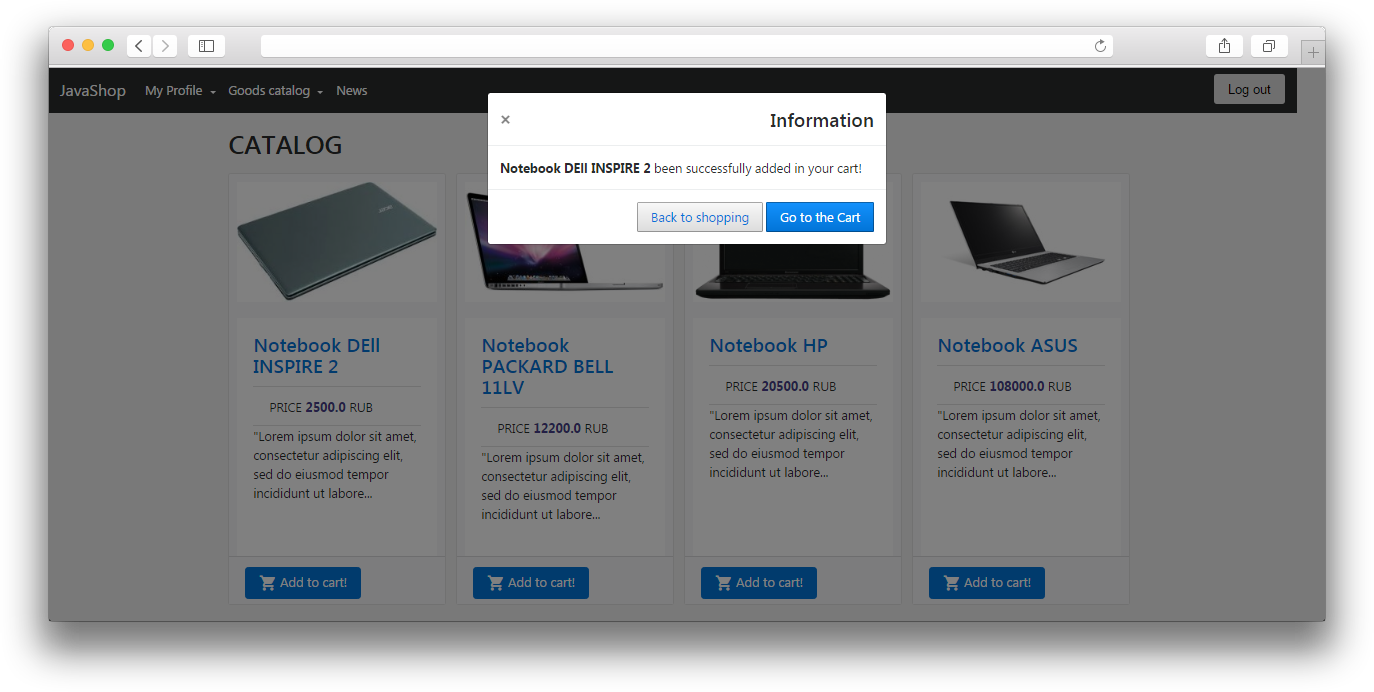 JavaShop My Profile Goods catalog News Log out
× Information
Notebook DEll INSPIRE 2 been successfully added in your cart!
Back to shopping Go to the Cart
CATALOG
acer
Notebook DEll
INSPIRE 2
PRICE 2500.0 RUB
"Lorem ipsum dolor sit amet,
consectetur adipiscing elit,
sed do eiusmod tempor
incididunt ut labore...
Add to cart!
Notebook
PACKARD BELL
11LV
PRICE 12200.0 RUB
"Lorem ipsum dolor sit amet,
consectetur adipiscing elit,
sed do eiusmod tempor
incididunt ut labore...
Add to cart!
Notebook HP
PRICE 20500.0 RUB
"Lorem ipsum dolor sit amet,
consectetur adipiscing elit,
sed do eiusmod tempor
incididunt ut labore...
Add to cart!
Notebook ASUS
PRICE 108000.0 RUB
"Lorem ipsum dolor sit amet,
consectetur adipiscing elit,
sed do eiusmod tempor
incididunt ut labore...
Add to cart!